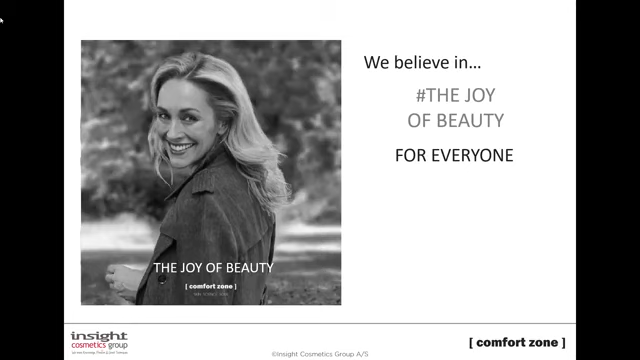 We believe in...
#THE JOY
OF BEAUTY
FOR EVERYONE
THE JOY OF BEAUTY
[ comfort zone ]
insight
cosmetics group
©Insight Cosmetics Group A/S
[ comfort zone ]